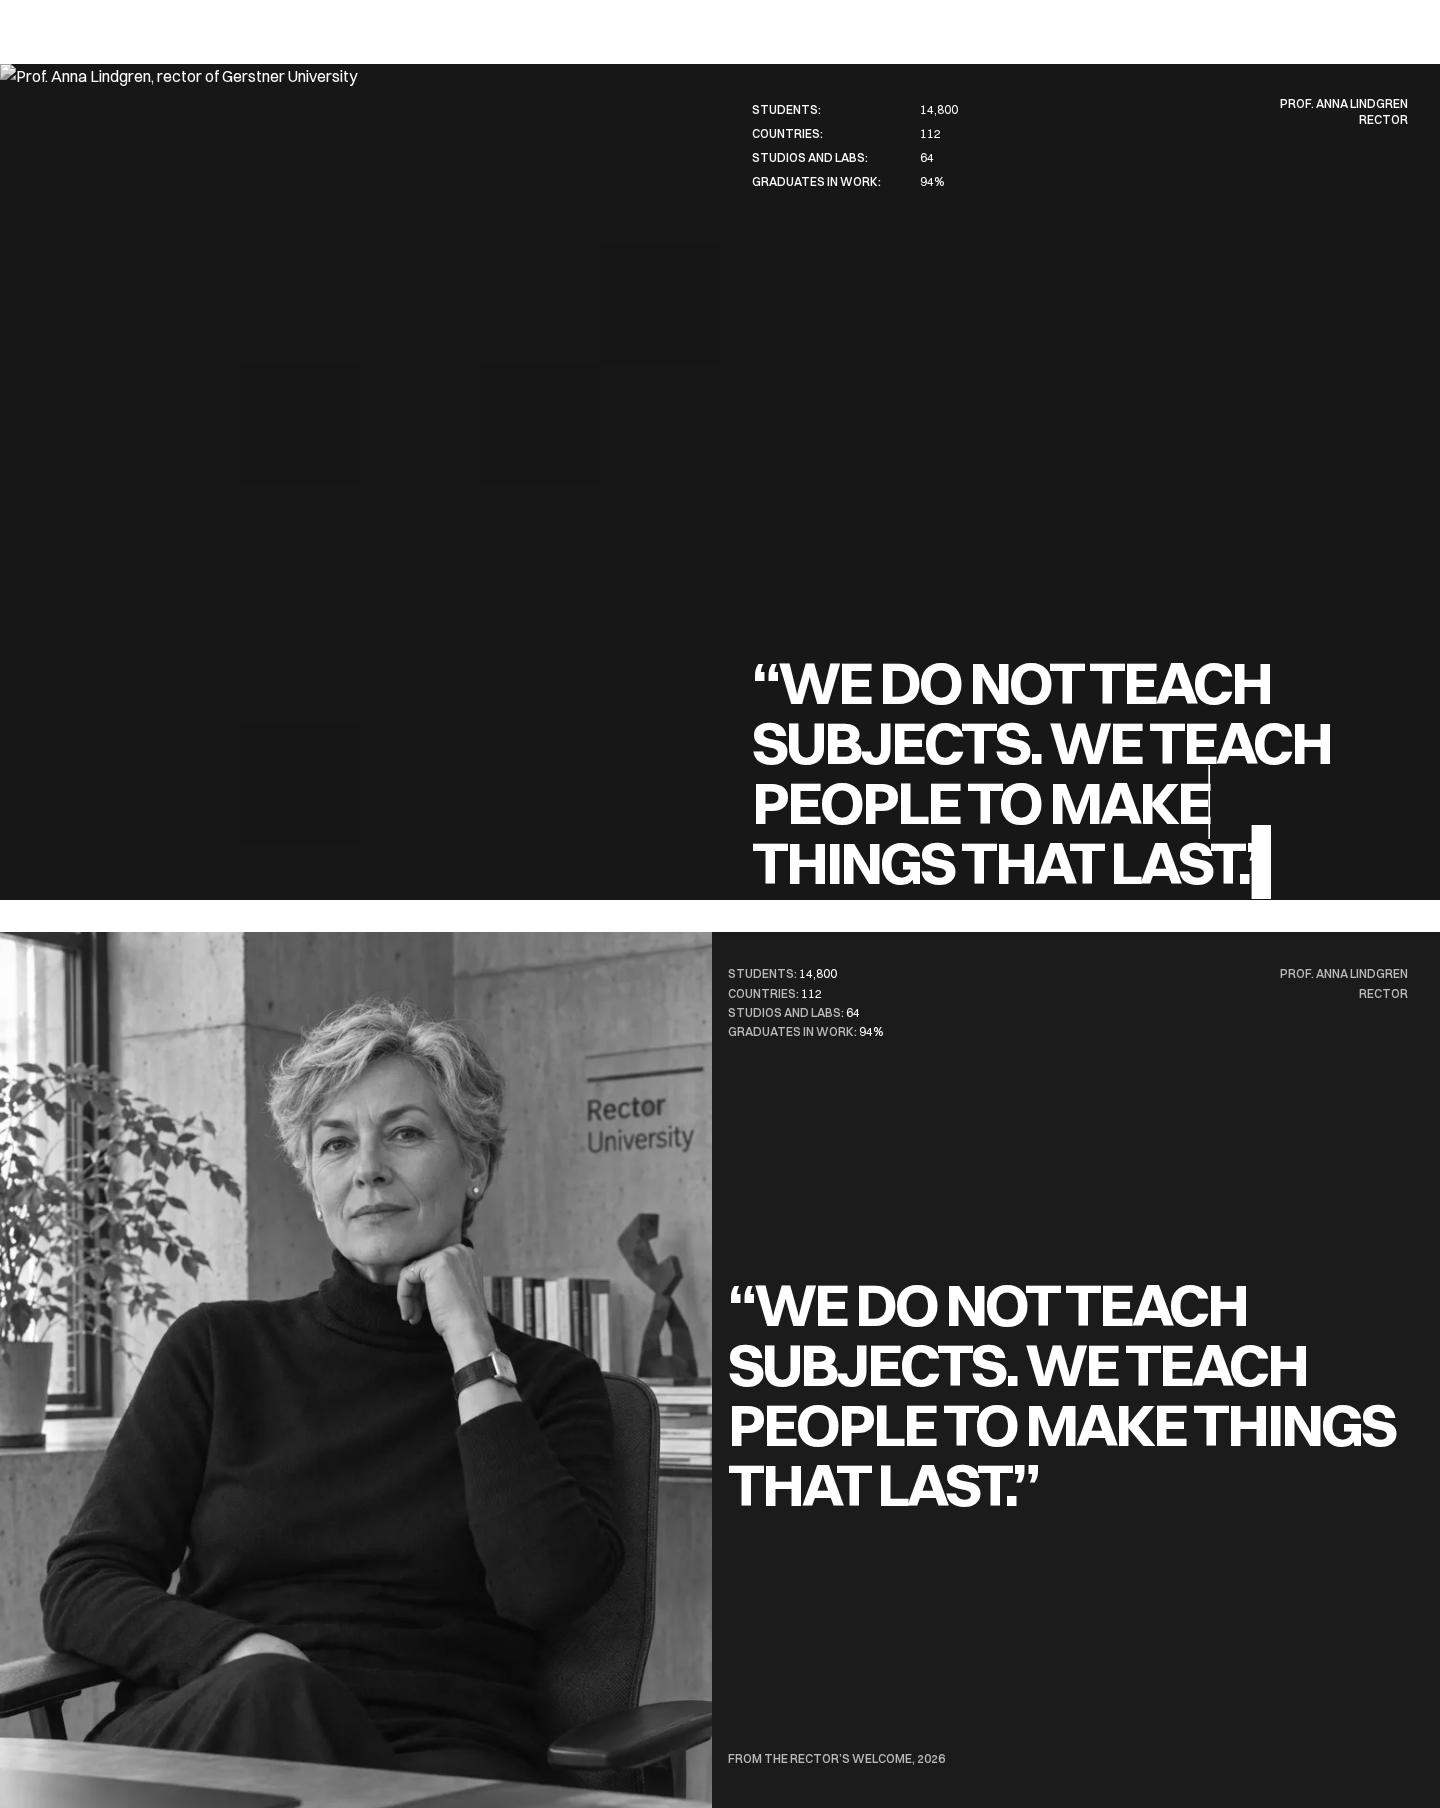 Prof. Anna Lindgren, rector of Gerstner University
STUDENTS: 14,800
COUNTRIES: 112
STUDIOS AND LABS: 64
GRADUATES IN WORK: 94%
PROF. ANNA LINDGREN
RECTOR
“WE DO NOT TEACH
SUBJECTS. WE TEACH
PEOPLE TO MAKE
THINGS THAT LAST.”
STUDENTS: 14,800
COUNTRIES: 112
STUDIOS AND LABS: 64
GRADUATES IN WORK: 94%
PROF. ANNA LINDGREN
RECTOR
Rector
University
“WE DO NOT TEACH
SUBJECTS. WE TEACH
PEOPLE TO MAKE THINGS
THAT LAST.”
FROM THE RECTOR’S WELCOME, 2026